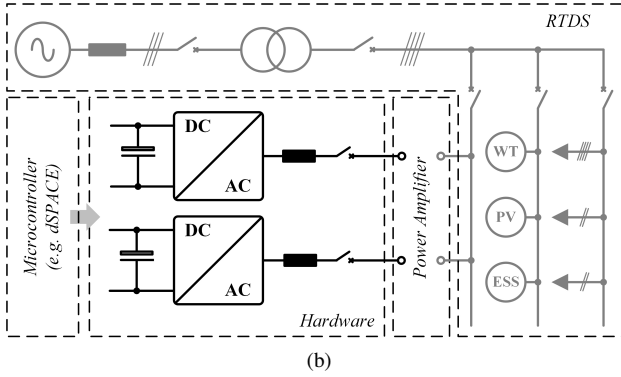 RTDS
Microcontroller
(e.g. dSPACE)
DC
AC
DC
AC
Hardware
Power Amplifier
WT
PV
ESS
(b)